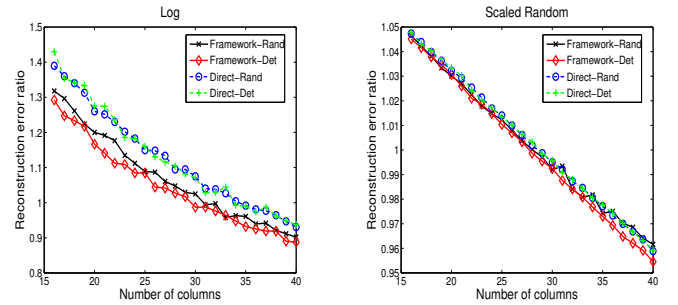 Log
Reconstruction error ratio
1.5
1.4
1.3
1.2
1.1
1
0.9
0.8
15 20 25 30 35 40
Number of columns
Framework-Rand
Framework-Det
Direct-Rand
Direct-Det
Scaled Random
Reconstruction error ratio
1.05
1.04
1.03
1.02
1.01
1
0.99
0.98
0.97
0.96
0.95
15 20 25 30 35 40
Number of columns
Framework-Rand
Framework-Det
Direct-Rand
Direct-Det